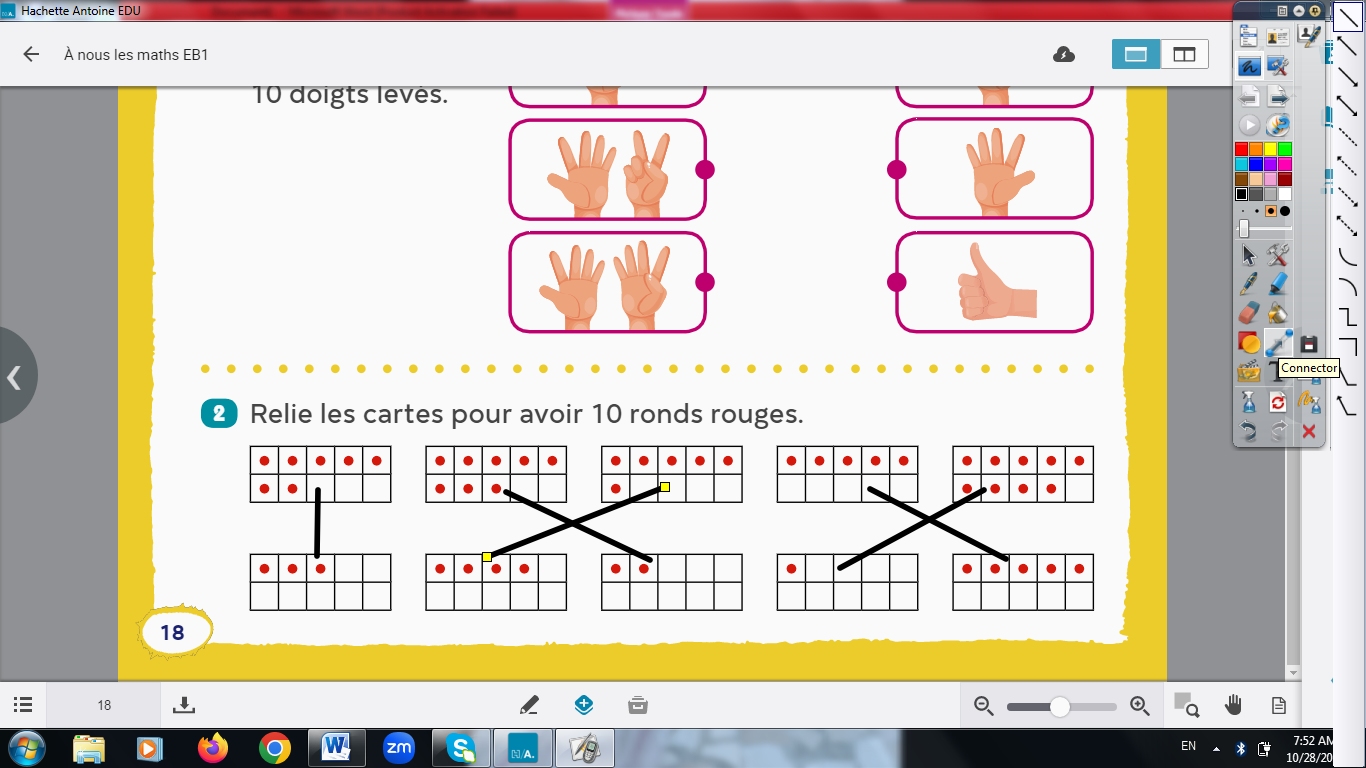 Hachette Antoine EDU
À nous les maths EB1
10 doigts levés.
Connector
2 Relie les cartes pour avoir 10 ronds rouges.
18
18
EN
7:52 AM